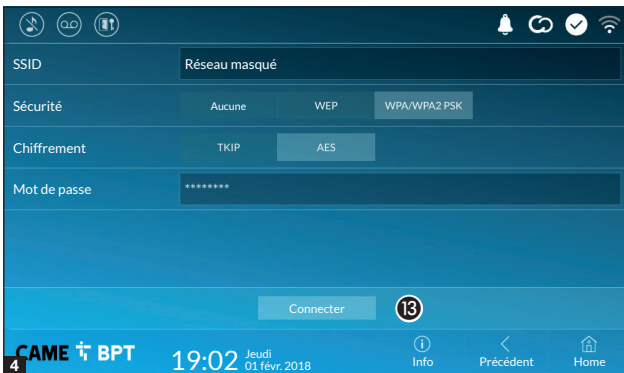 SSID Réseau masqué
Sécurité Aucune WEP WPA/WPA2 PSK
Chiffrement TKIP AES
Mot de passe ********
Connecter 13
4 CAME BPT 19:02 Jeudi
01 févr. 2018
Info Précédent Home